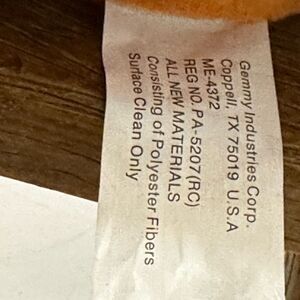 Gemmy Industries Corp.
Coppell, TX 75019 U.S.A
ME-4372
REG NO. PA-5207(RC)
ALL NEW MATERIALS
Consisting of Polyester Fibers
Surface Clean Only